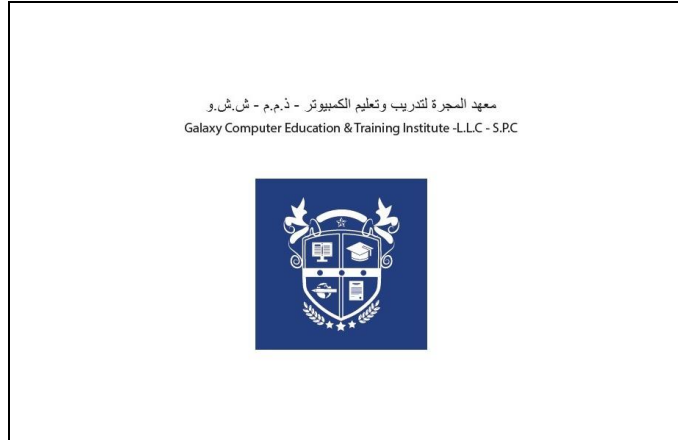 معهد المجرة لتدريب وتعليم الكمبيوتر - ذ.م.م - ش.ش.و
Galaxy Computer Education & Training Institute -L.L.C - S.P.C